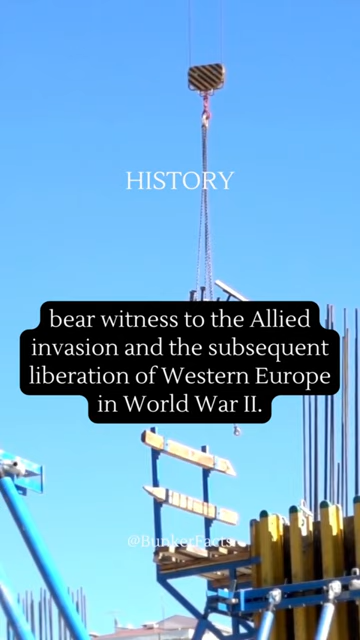 HISTORY
bear witness to the Allied
invasion and the subsequent
liberation of Western Europe
in World War II.
@BunkerFacts